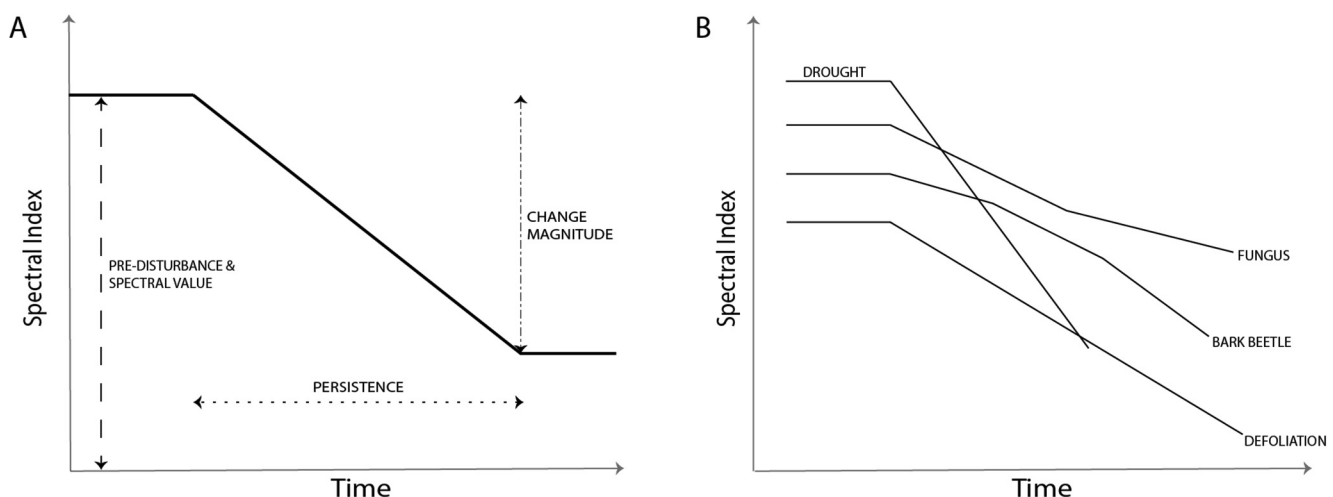 A
Spectral Index
PRE-DISTURBANCE &
SPECTRAL VALUE
CHANGE
MAGNITUDE
PERSISTENCE
Time
B
Spectral Index
DROUGHT
FUNGUS
BARK BEETLE
DEFOLIATION
Time